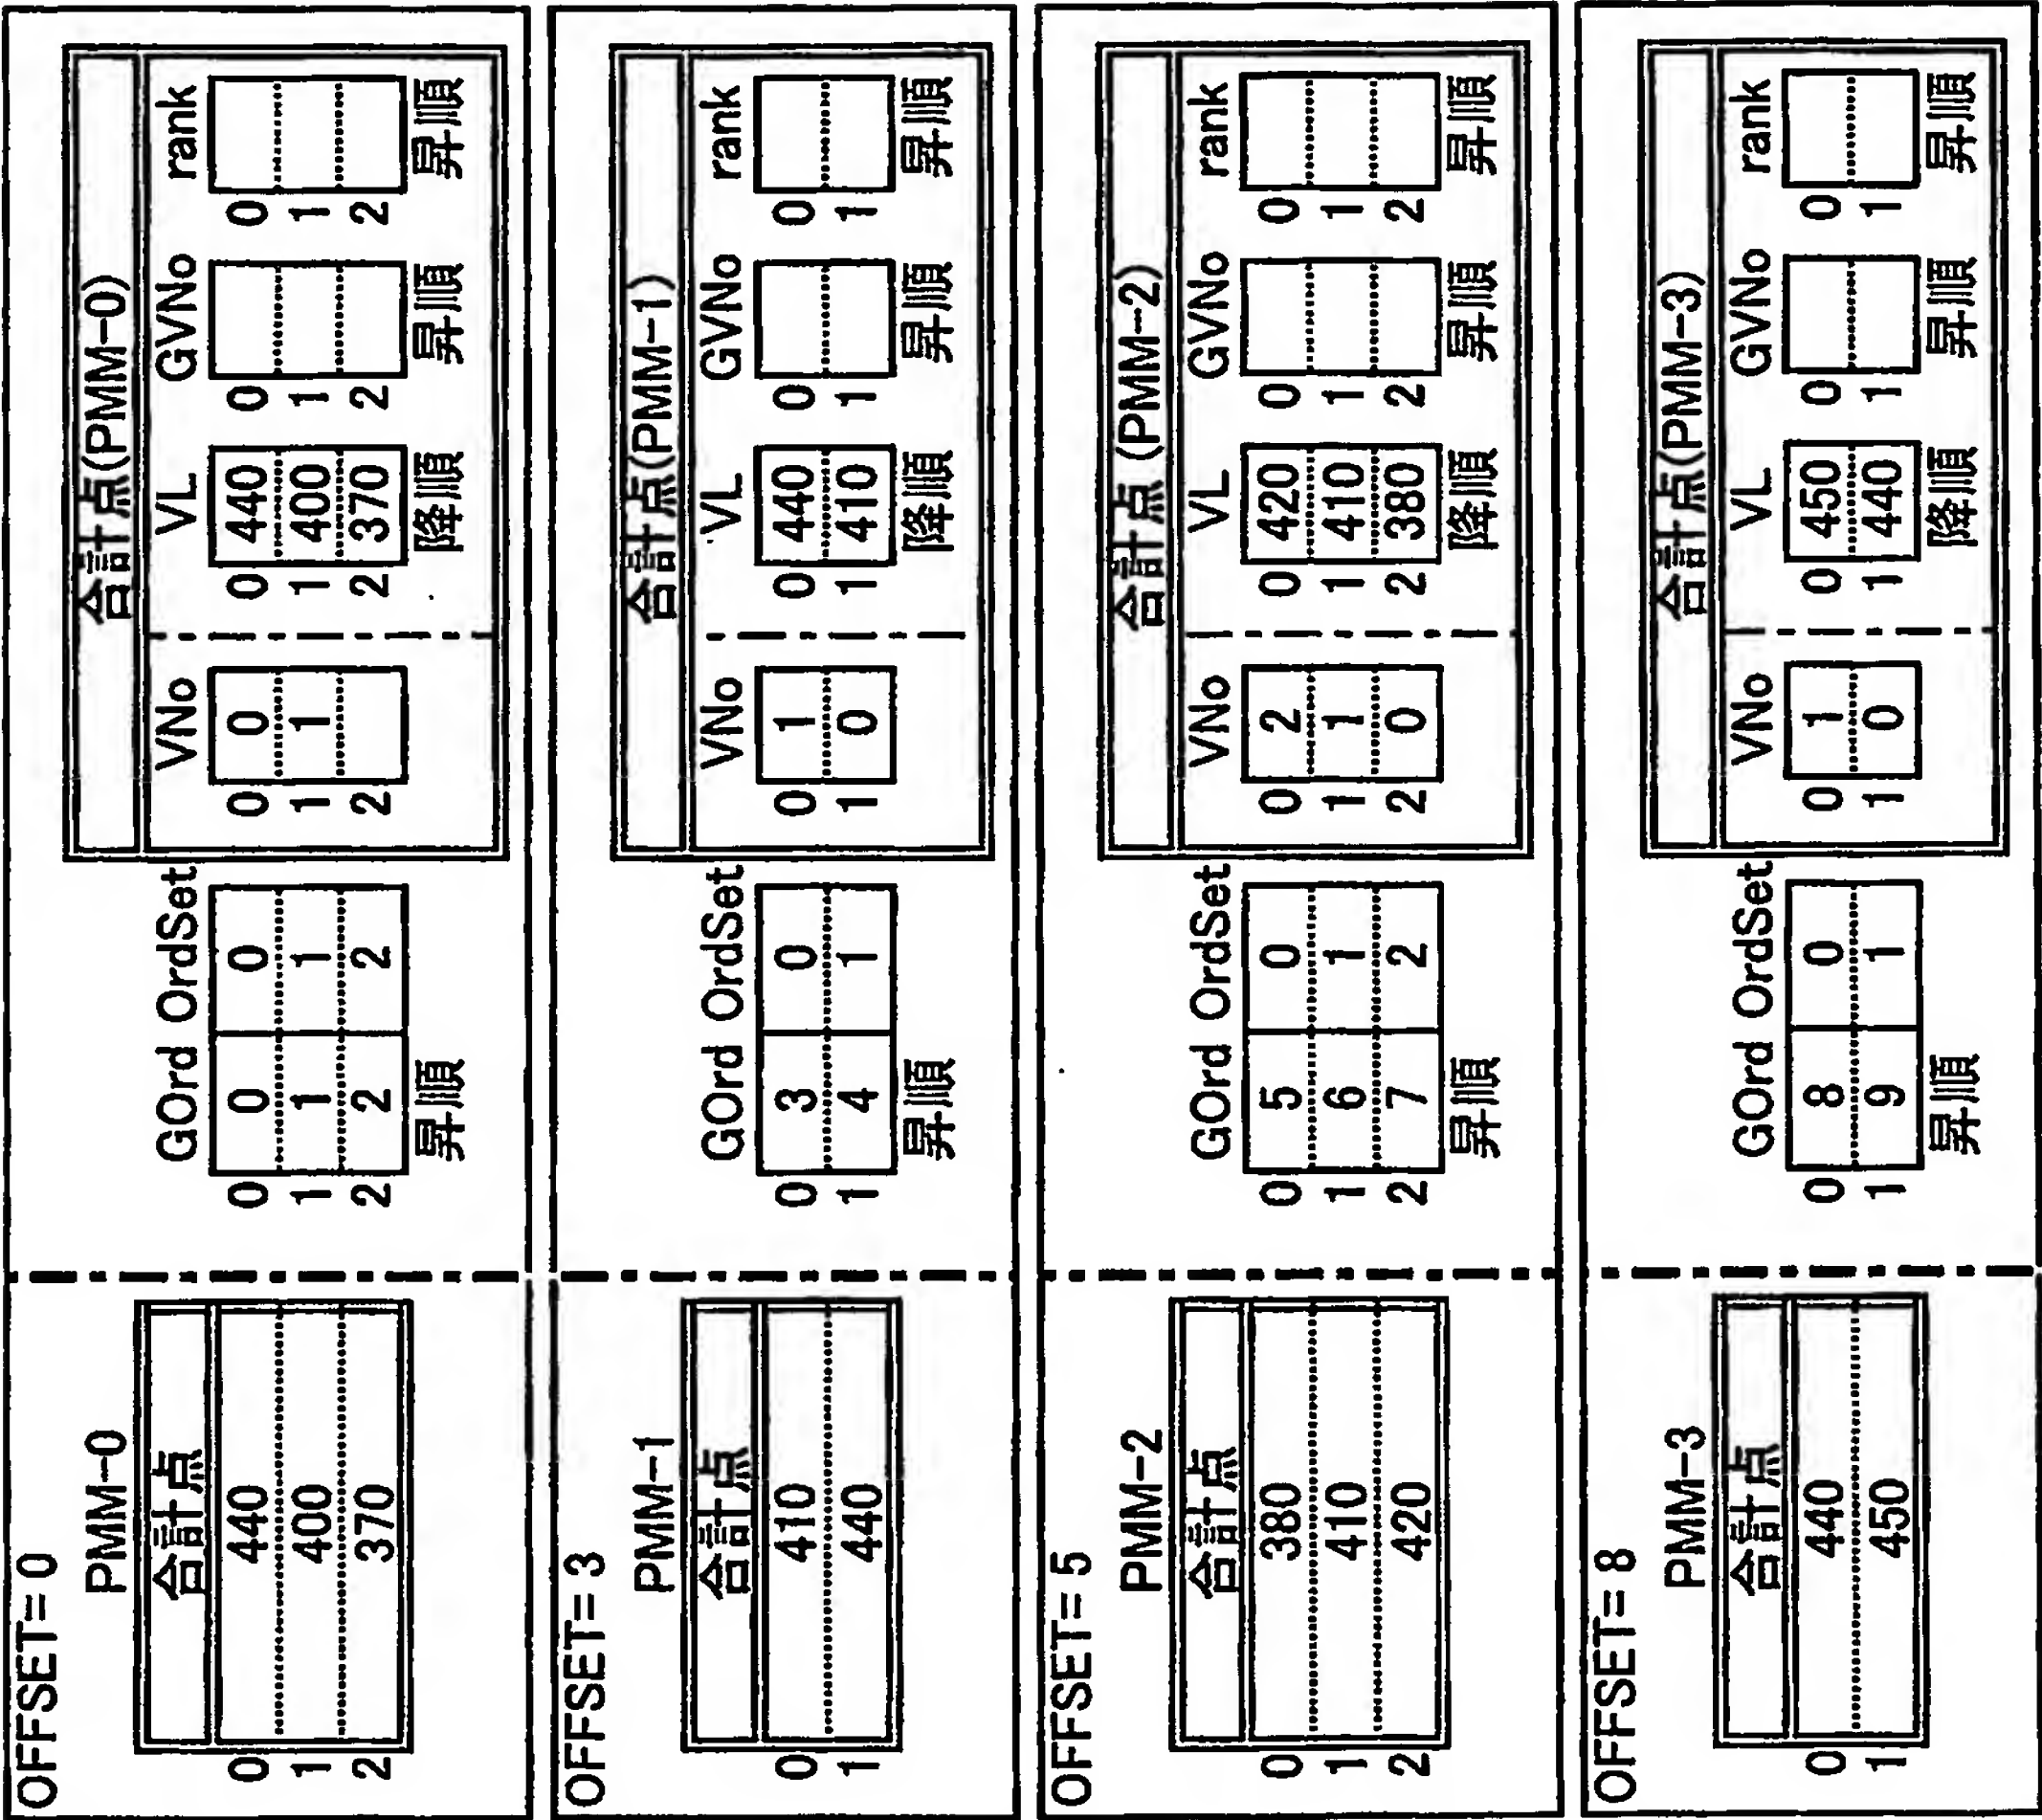 OFFSET= 0
PMM-0
合計点
0 440
1 400
2 370
GOrd OrdSet
0 0 0
1 1 1
2 2 2
昇順
合計点(PMM-0)
VNo VL GVNo rank
0 0 0 440 0 0
1 1 1 400 1 1
2 2 370 2 2
降順 昇順 昇順
OFFSET= 3
PMM-1
合計点
0 410
1 440
GOrd OrdSet
0 3 0
1 4 1
昇順
合計点(PMM-1)
VNo VL GVNo rank
0 1 0 440 0 0
1 0 1 410 1 1
降順 昇順 昇順
OFFSET= 5
PMM-2
合計点
0 380
1 410
2 420
GOrd OrdSet
0 5 0
1 6 1
2 7 2
昇順
合計点 (PMM-2)
VNo VL GVNo rank
0 2 0 420 0 0
1 1 1 410 1 1
2 0 2 380 2 2
降順 昇順 昇順
OFFSET= 8
PMM-3
合計点
0 440
1 450
GOrd OrdSet
0 8 0
1 9 1
昇順
合計点(PMM-3)
VNo VL GVNo rank
0 1 0 450 0 0
1 0 1 440 1 1
降順 昇順 昇順